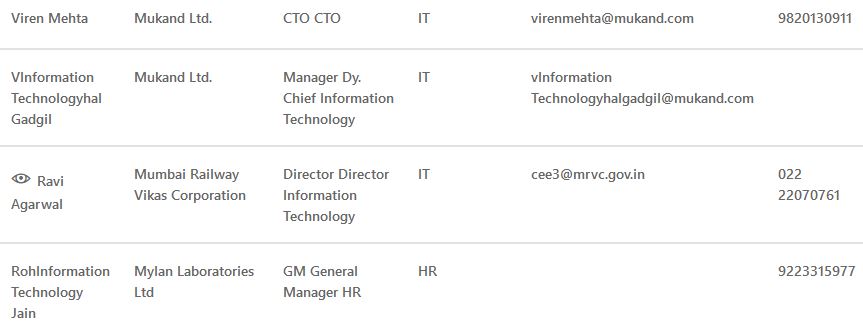 Viren Mehta Mukand Ltd. CTO CTO IT virenmehta@mukand.com 9820130911
VInformation Mukand Ltd. Manager Dy. IT vInformation
Technologyhal Chief Information Technologyhalgadgil@mukand.com
Gadgil Technology
Ravi Mumbai Railway Director Director IT cee3@mrvc.gov.in 022
Agarwal Vikas Corporation Information 22070761
Technology
RohInformation Mylan Laboratories GM General HR 9223315977
Technology Ltd Manager HR
Jain